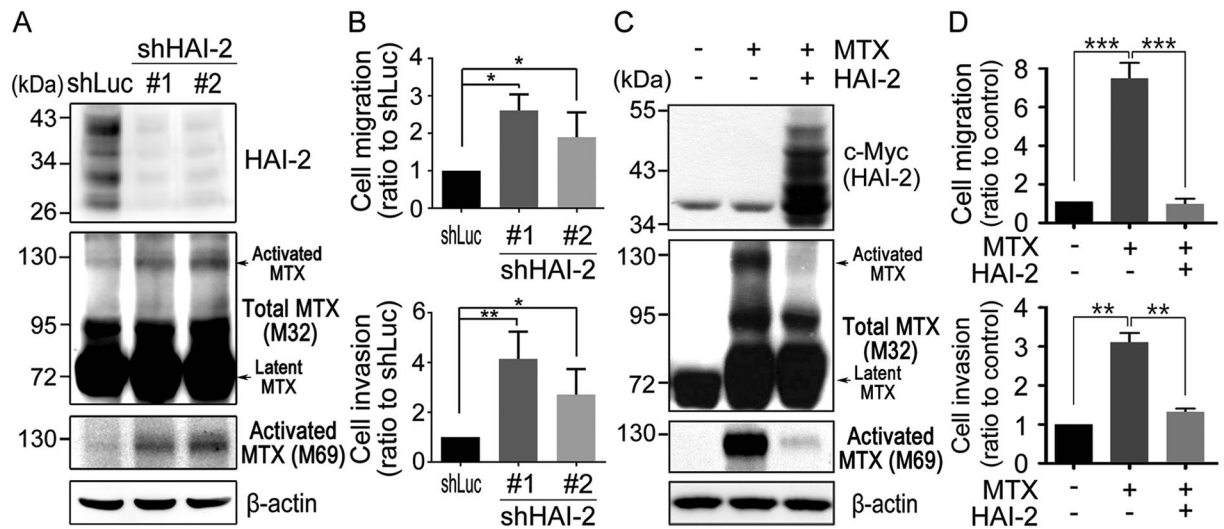 A
shHAI-2
(kDa) shLuc #1 #2
43
34
26
HAI-2
130
95
72
Activated
MTX
Total MTX
(M32)
Latent
MTX
130
Activated
MTX (M69)
β-actin
B
Cell migration
(ratio to shLuc)
4
3
2
1
0
*
*
shLuc #1 #2
shHAI-2
Cell invasion
(ratio to shLuc)
6
4
2
0
**
*
shLuc #1 #2
shHAI-2
C
- + + MTX
(kDa) - - + HAI-2
55
43
34
c-Myc
(HAI-2)
130
95
72
Activated
MTX
Total MTX
(M32)
Latent
MTX
130
Activated
MTX (M69)
β-actin
D
Cell migration
(ratio to control)
8
6
4
2
0
*** ***
MTX - + +
HAI-2 - - +
Cell invasion
(ratio to control)
4
3
2
1
0
** **
MTX - + +
HAI-2 - - +